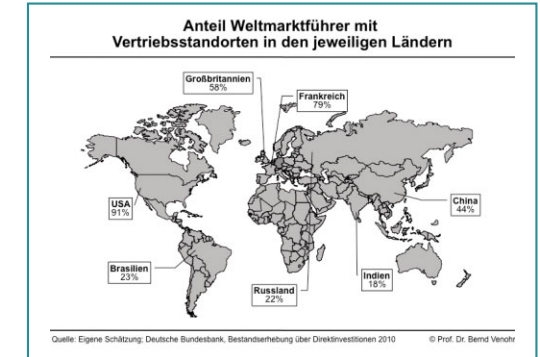 Anteil Weltmarktführer mit
Vertriebsstandorten in den jeweiligen Ländern
Großbritannien
58%
Frankreich
79%
USA
91%
China
44%
Brasilien
23%
Russland
22%
Indien
18%
Quelle: Eigene Schätzung; Deutsche Bundesbank, Bestandserhebung über Direktinvestitionen 2010
© Prof. Dr. Bernd Venohr